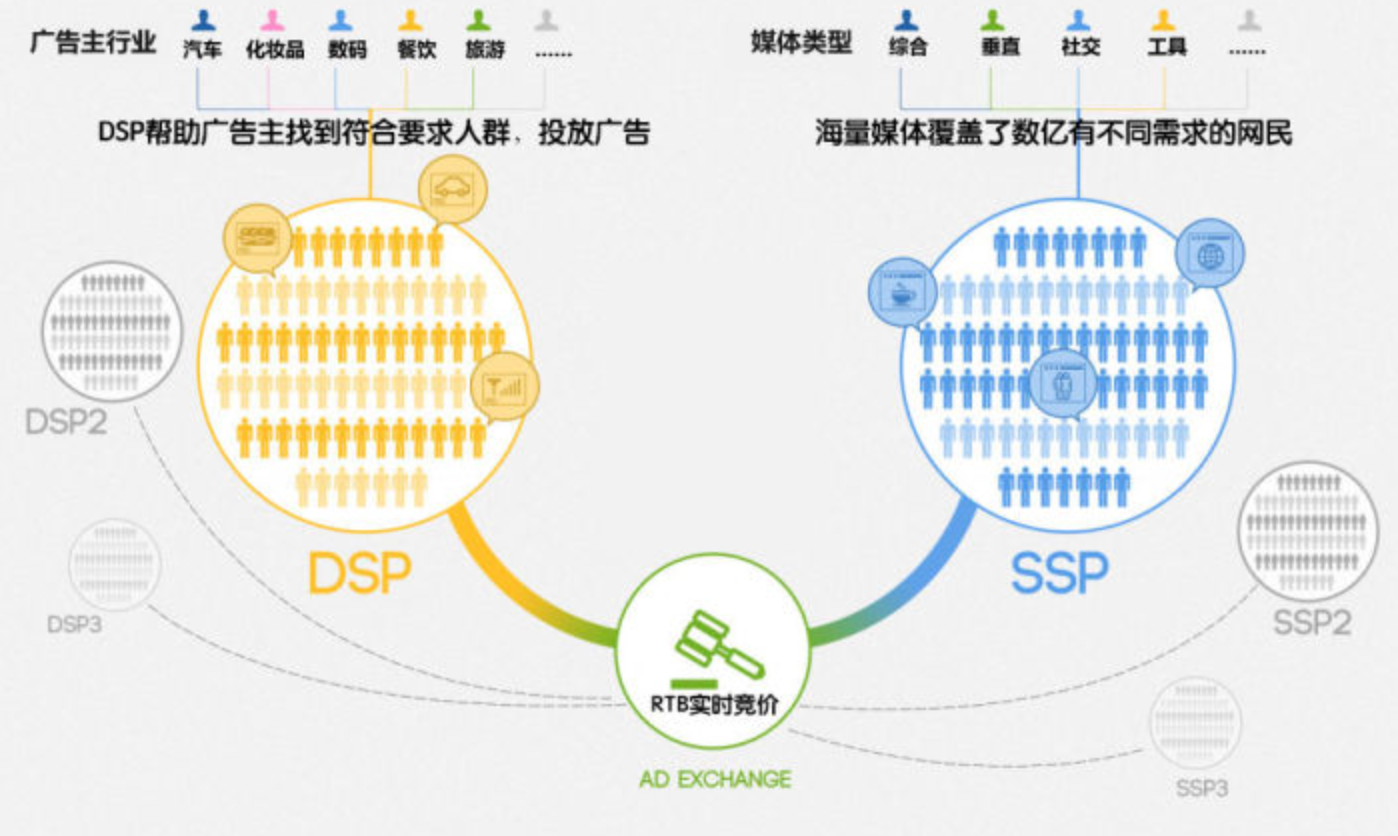 广告主行业
汽车 化妆品 数码 餐饮 旅游 ......
DSP帮助广告主找到符合要求人群，投放广告
媒体类型
综合 垂直 社交 工具 ......
海量媒体覆盖了数亿有不同需求的网民
DSP2
DSP3
DSP
SSP
SSP2
SSP3
RTB实时竞价
AD EXCHANGE